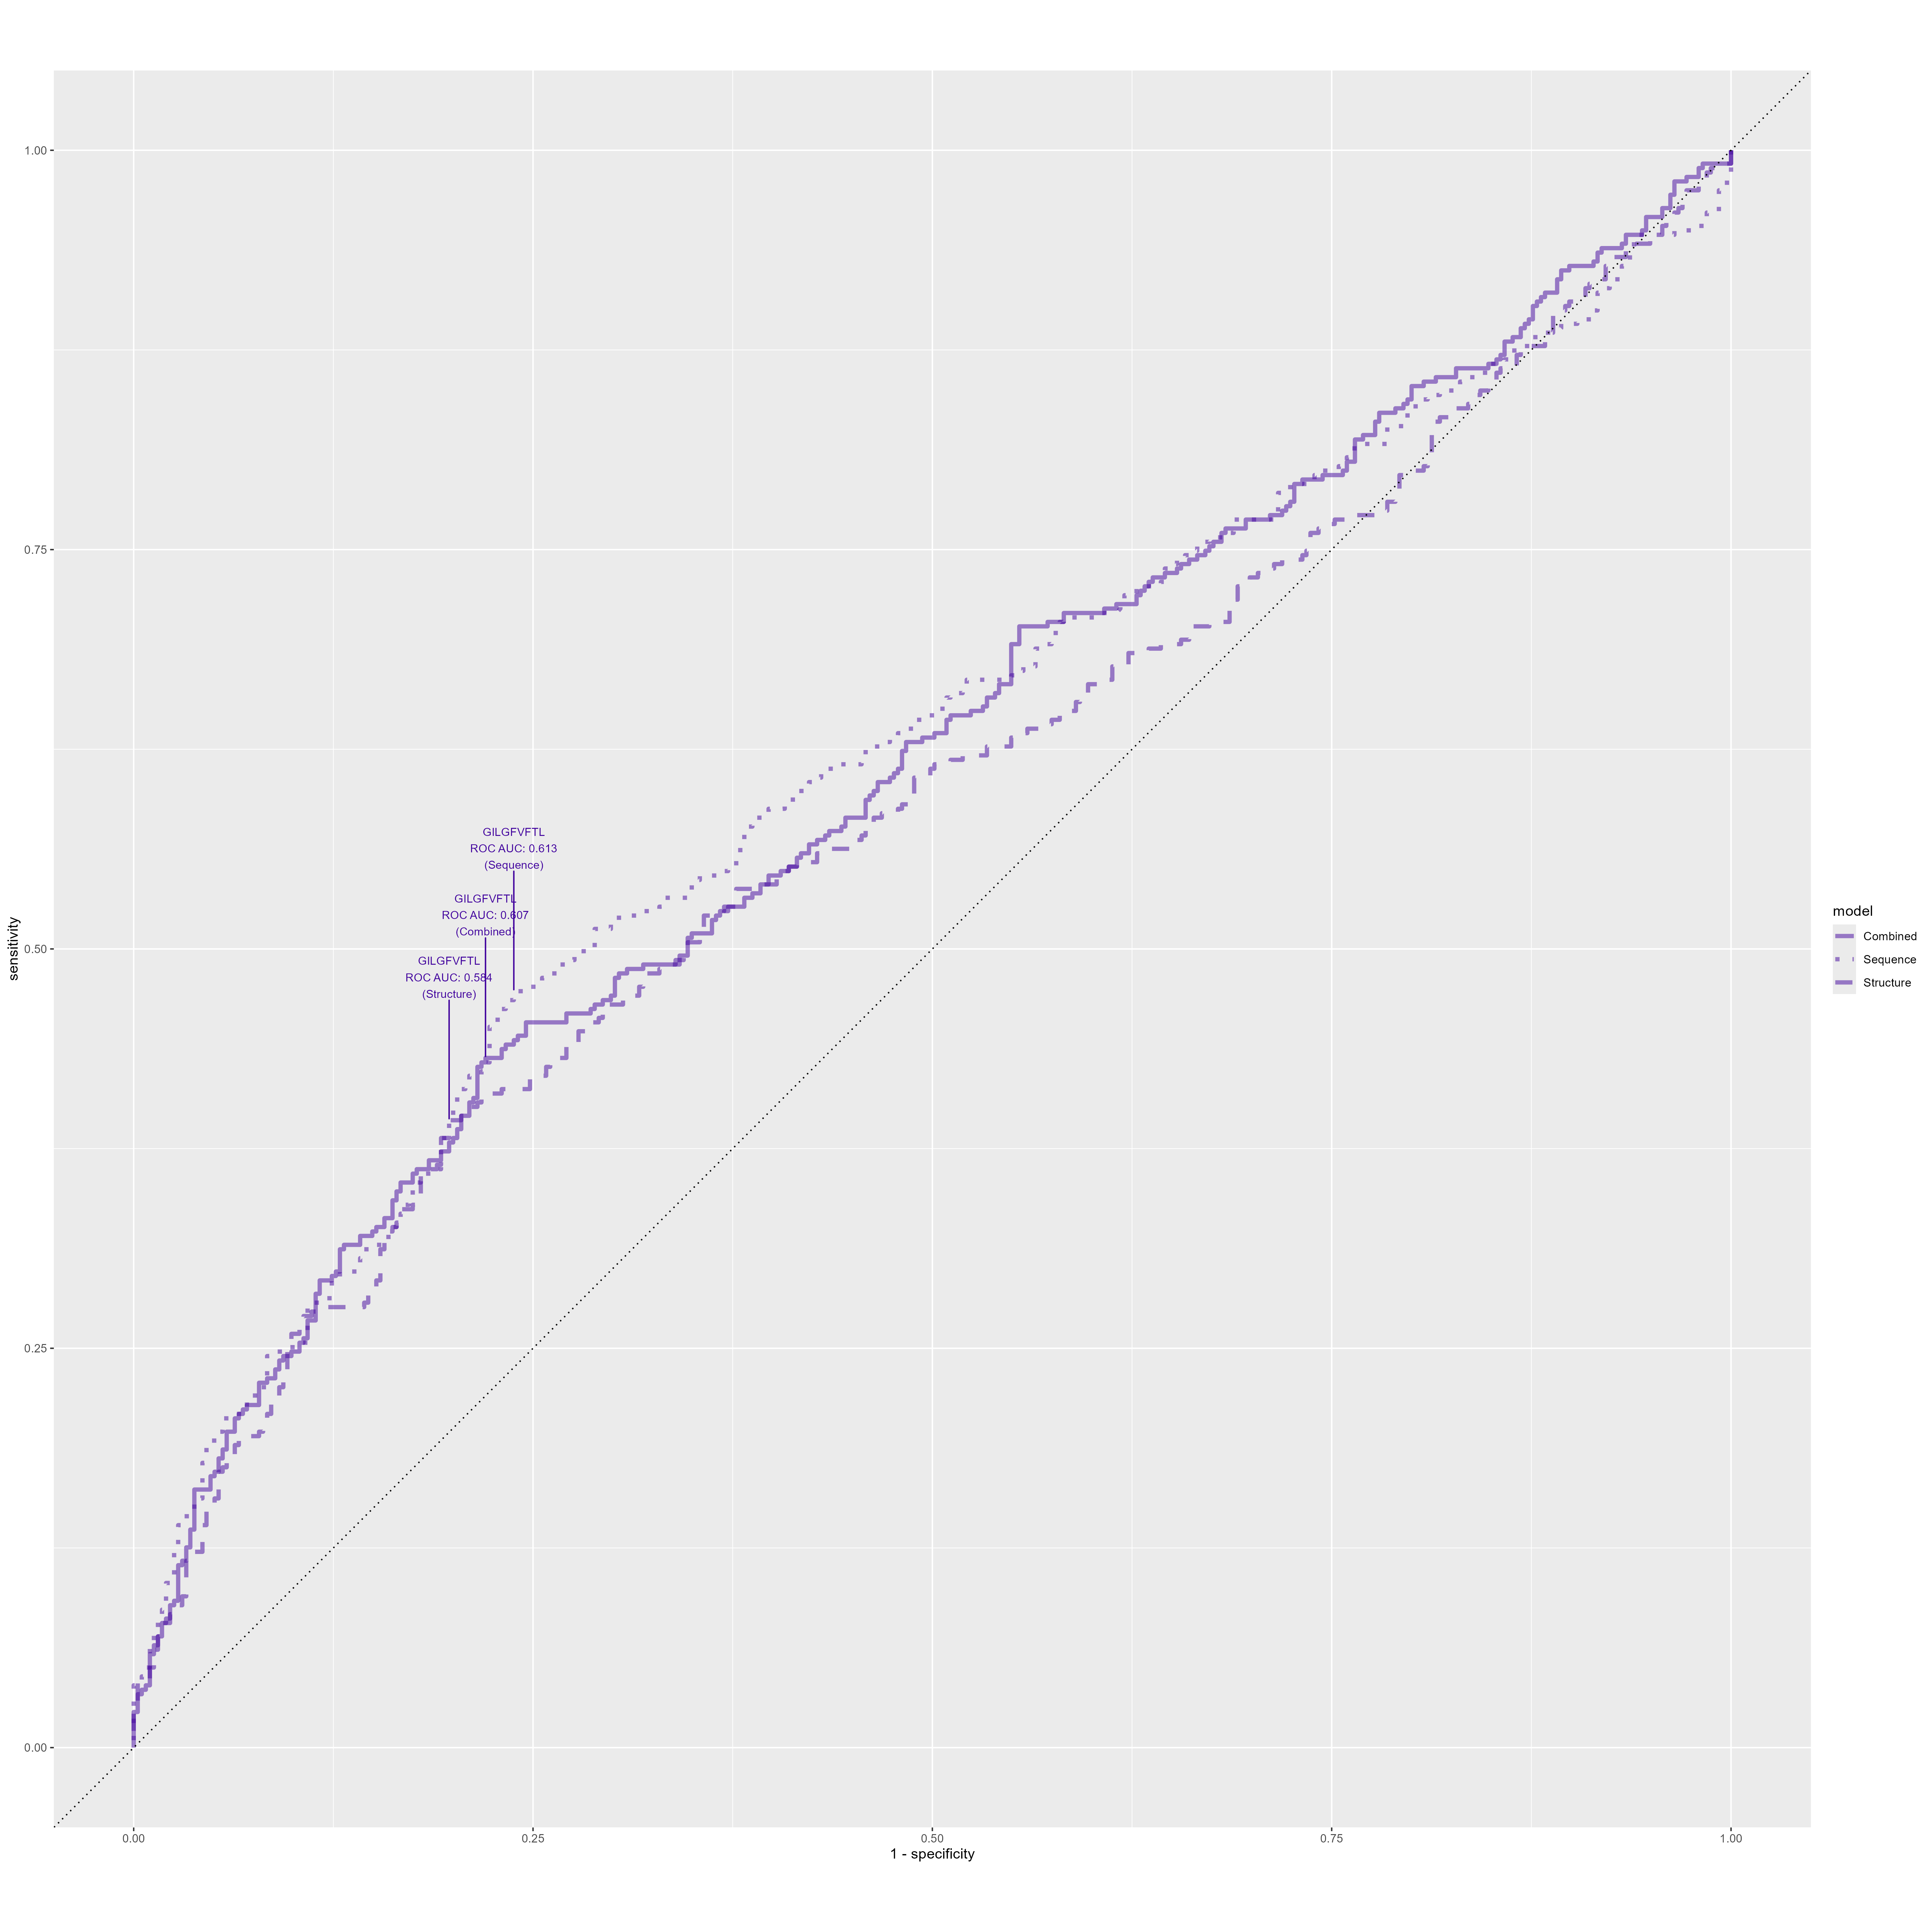 1.00
0.75
0.50
0.25
0.00
sensitivity
GILGFVFTL
ROC AUC: 0.613
(Sequence)
GILGFVFTL
ROC AUC: 0.607
(Combined)
GILGFVFTL
ROC AUC: 0.584
(Structure)
0.00
0.25
0.50
0.75
1.00
1 - specificity
model
Combined
Sequence
Structure